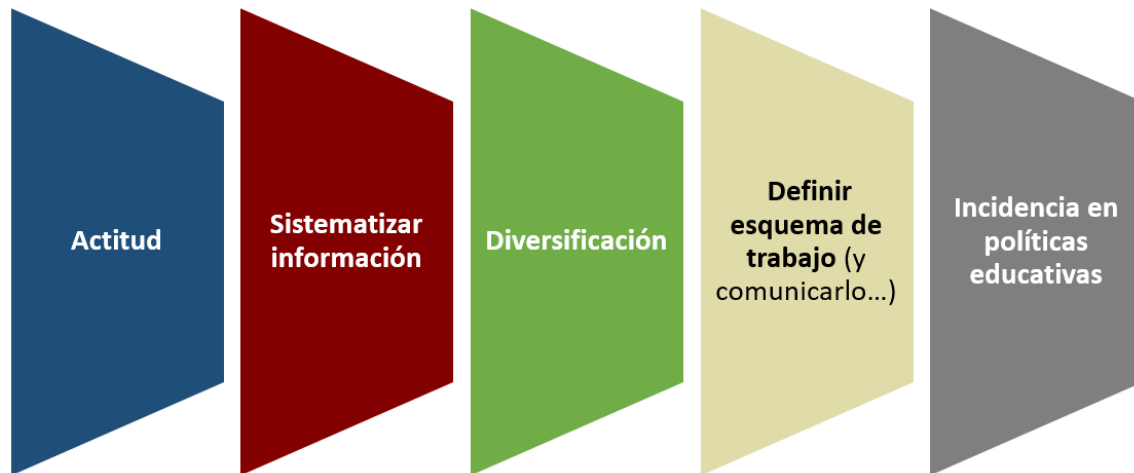 Actitud
Sistematizar
información
Diversificación
Definir
esquema de
trabajo (y
comunicarlo...)
Incidencia en
políticas
educativas